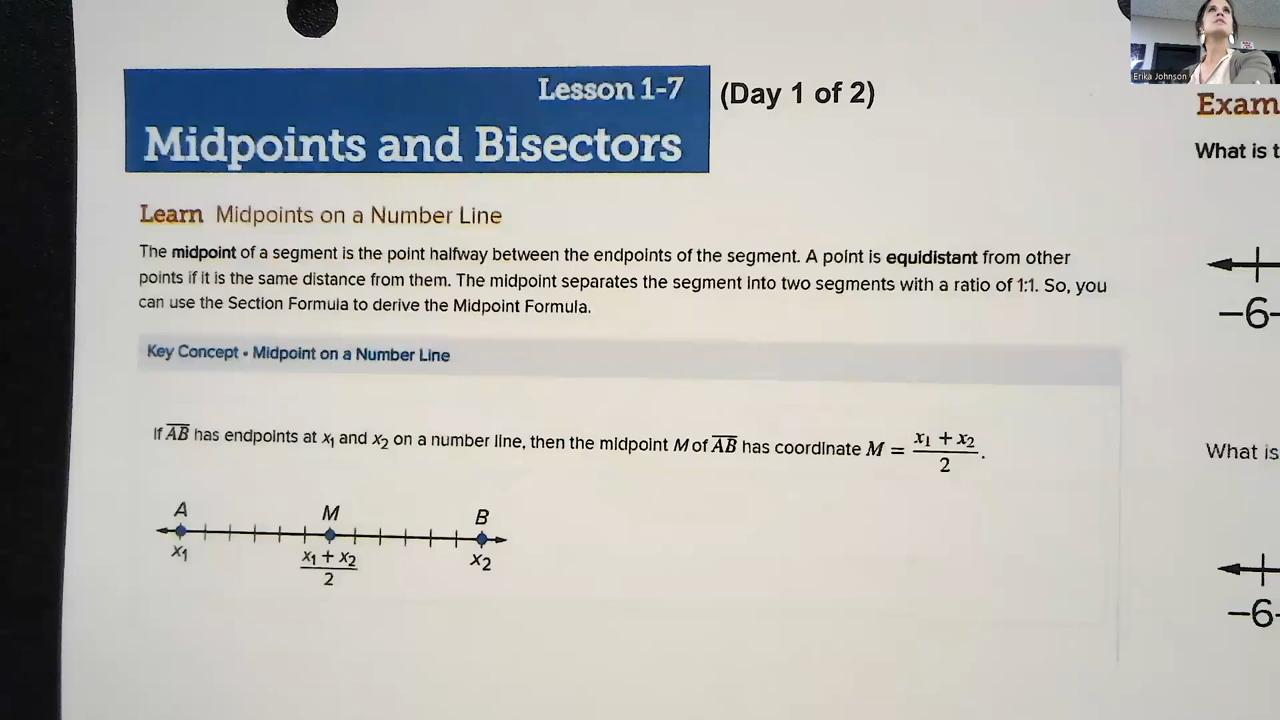 Lesson 1-7 (Day 1 of 2)
Midpoints and Bisectors
Learn Midpoints on a Number Line
The midpoint of a segment is the point halfway between the endpoints of the segment. A point is equidistant from other
points if it is the same distance from them. The midpoint separates the segment into two segments with a ratio of 1:1. So, you
can use the Section Formula to derive the Midpoint Formula.
Key Concept • Midpoint on a Number Line
If A̅B̅ has endpoints at x₁ and x₂ on a number line, then the midpoint M of A̅B̅ has coordinate M = (x₁ + x₂)/2.
A M B
x₁ (x₁ + x₂)/2 x₂
Erika Johnson
Exam
What is t
−6
What is
−6